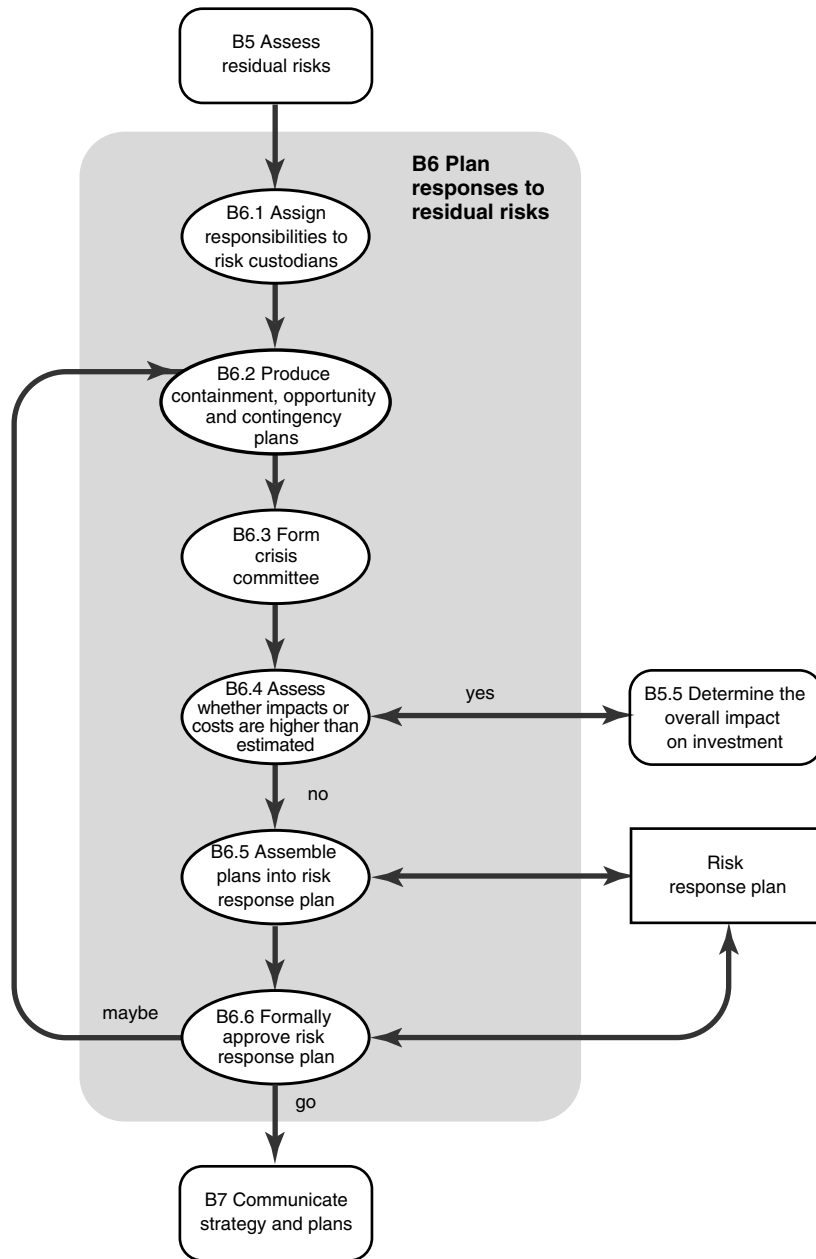 B5 Assess
residual risks
B6 Plan
responses to
residual risks
B6.1 Assign
responsibilities to
risk custodians
B6.2 Produce
containment, opportunity
and contingency
plans
B6.3 Form
crisis
committee
B6.4 Assess
whether impacts or
costs are higher than
estimated
yes
B5.5 Determine the
overall impact
on investment
no
B6.5 Assemble
plans into risk
response plan
Risk
response plan
maybe
B6.6 Formally
approve risk
response plan
go
B7 Communicate
strategy and plans